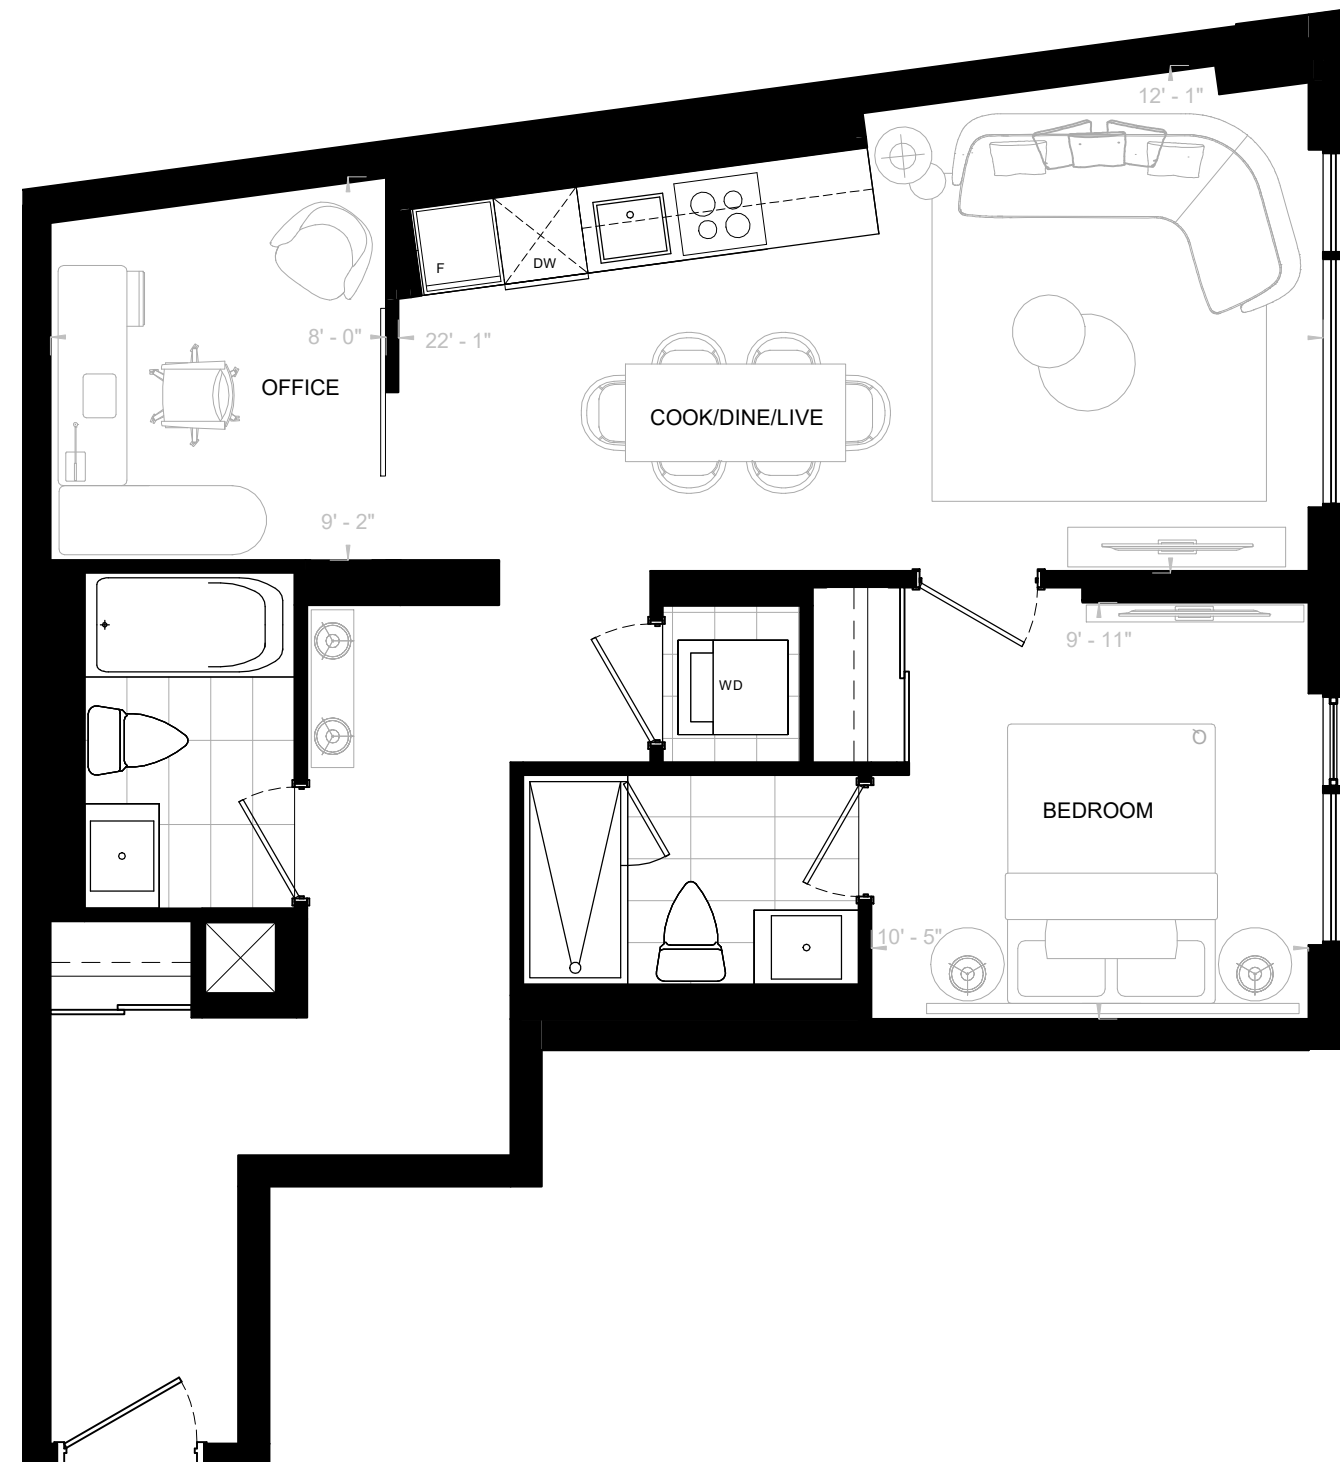 12' - 1"
F
DW
8' - 0"
22' - 1"
OFFICE
COOK/DINE/LIVE
9' - 2"
9' - 11"
WD
BEDROOM
10' - 5"